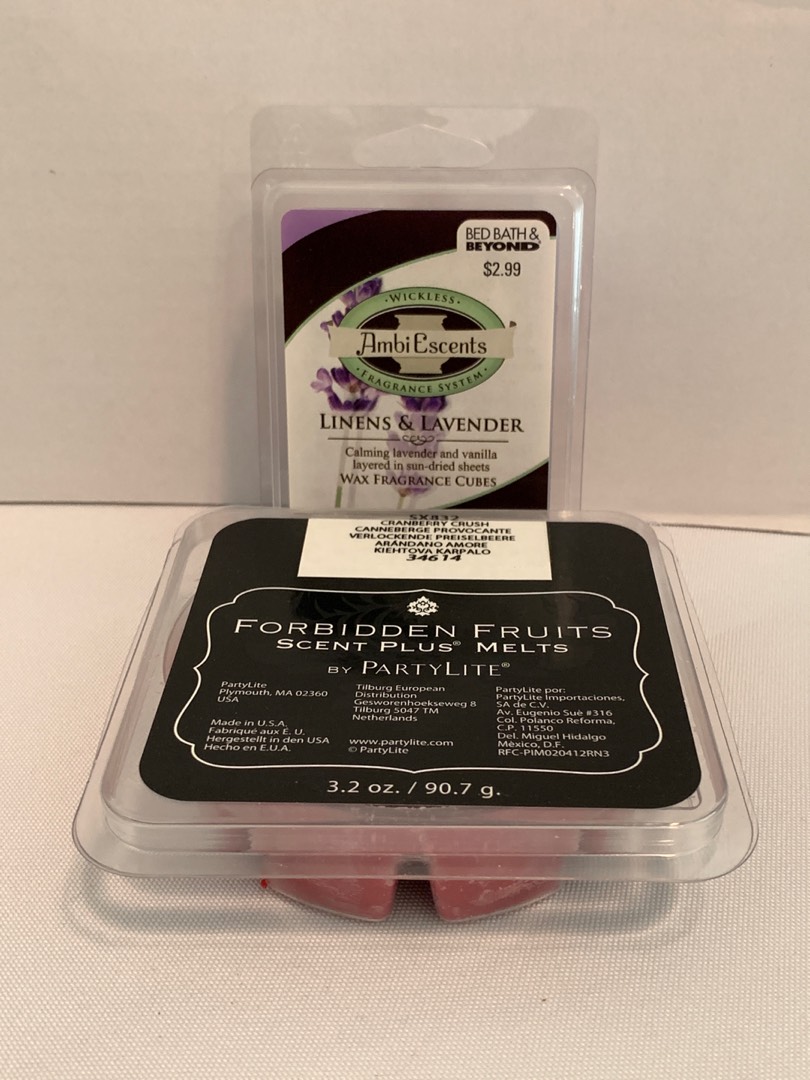 BED BATH &
BEYOND
$2.99
WICKLESS
AmbiEscents
FRAGRANCE SYSTEM
LINENS & LAVENDER
Calming lavender and vanilla
layered in sun-dried sheets
WAX FRAGRANCE CUBES
SX832
CRANBERRY CRUSH
CANNEBERGE PROVOCANTE
VERLOCKENDE PREISELBEERE
ARÁNDANO AMORE
KIEHTOVA KARPALO
34614
FORBIDDEN FRUITS
SCENT PLUS® MELTS
BY PARTYLITE®
PartyLite
Plymouth, MA 02360
USA
Made in U.S.A.
Fabriqué aux É. U.
Hergestellt in den USA
Hecho en E.U.A.
Tilburg European
Distribution
Gesworenhoekseweg 8
Tilburg 5047 TM
Netherlands
www.partylite.com
© PartyLite
PartyLite por:
PartyLite Importaciones,
SA de C.V.
Av. Eugenio Sué #316
Col. Polanco Reforma,
C.P. 11550
Del. Miguel Hidalgo
México, D.F.
RFC-PIM020412RN3
3.2 oz. / 90.7 g.